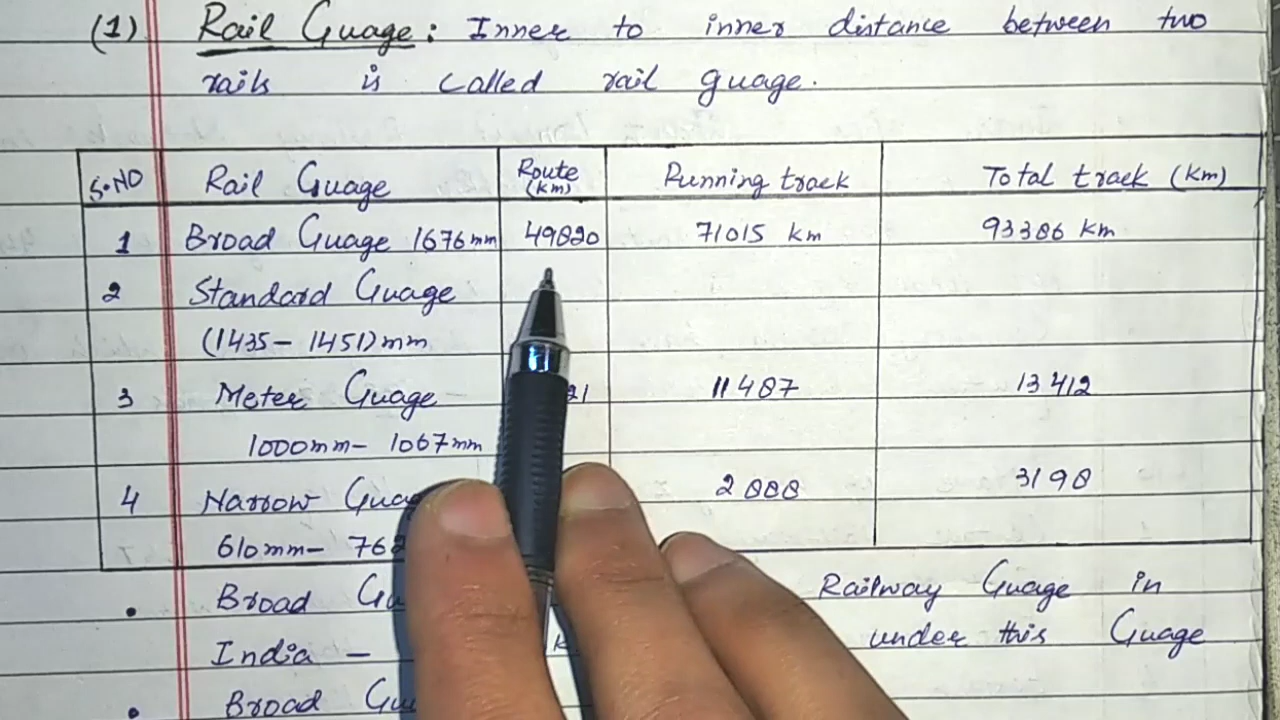 (1) Rail Guage: Inner to inner distance between two
rails is called rail guage.
S.NO Rail Guage Route (km) Running track Total track (km)
1 Broad Guage 1676mm 49820 71015 km 93386 km
2 Standard Guage
(1435 - 1451)mm
3 Meter Guage 11487 13412
1000mm - 1067mm
4 Narrow 2888 3198
610mm -
• Broad Railway Guage in
India - under this Guage
• Broad